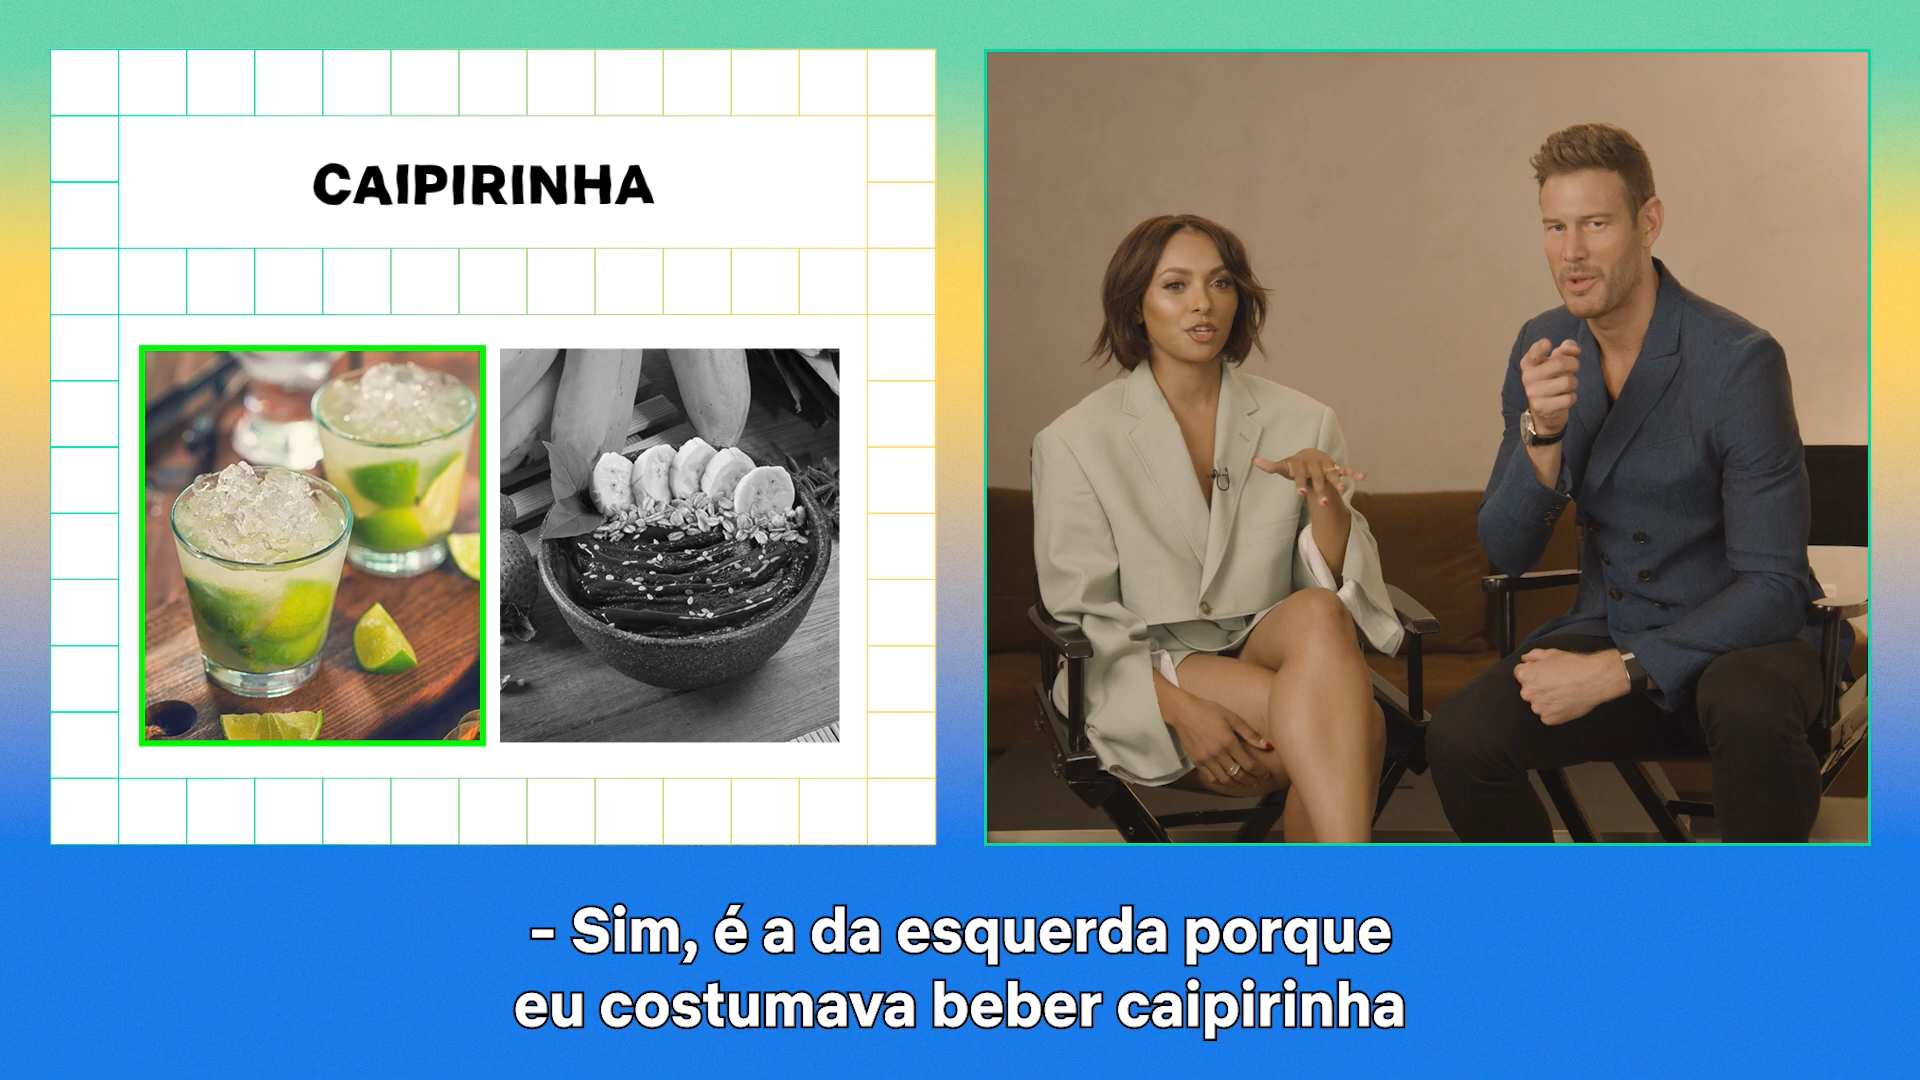 CAIPIRINHA
- Sim, é a da esquerda porque
eu costumava beber caipirinha